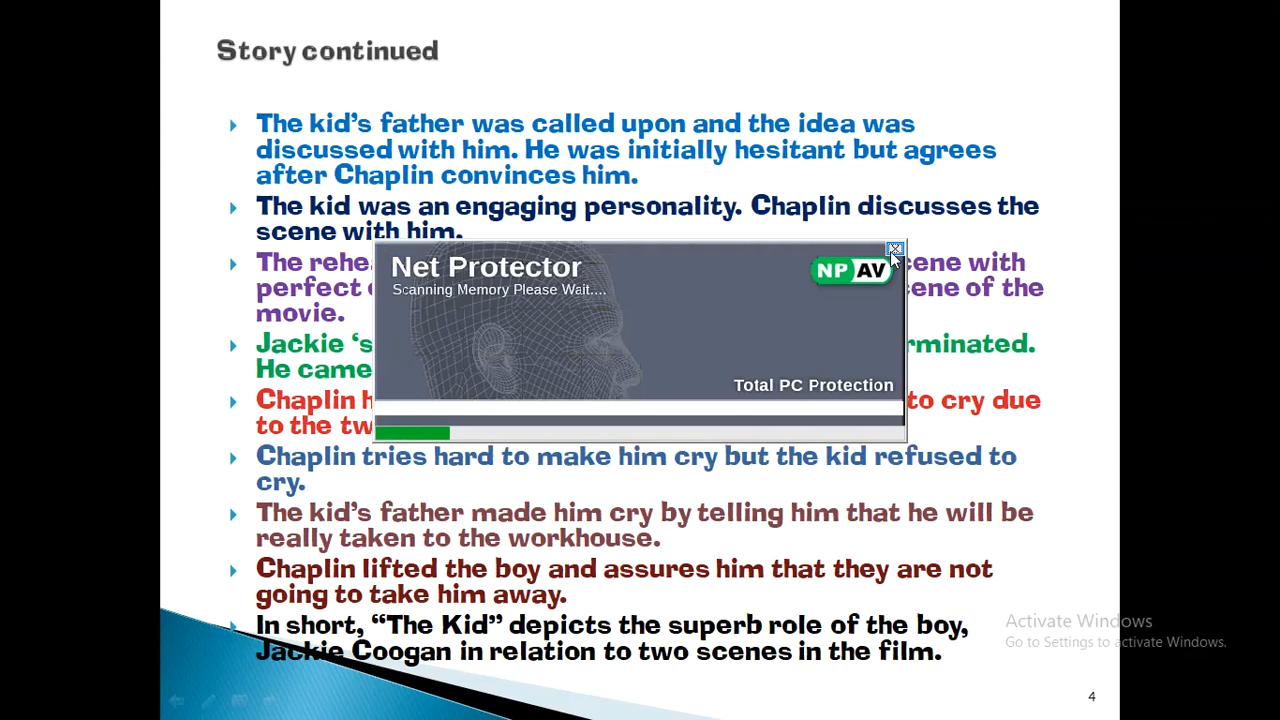 Story continued
The kid's father was called upon and the idea was
discussed with him. He was initially hesitant but agrees
after Chaplin convinces him.
The kid was an engaging personality. Chaplin discusses the
scene with him.
The cene with
perfect cene of the
movie.
Jackie 's rminated.
He came
Chaplin to cry due
to the
Chaplin tries hard to make him cry but the kid refused to
cry.
The kid's father made him cry by telling him that he will be
really taken to the workhouse.
Chaplin lifted the boy and assures him that they are not
going to take him away.
In short, “The Kid” depicts the superb role of the boy,
Jackie Coogan in relation to two scenes in the film.
Net Protector
Scanning Memory Please Wait....
NP AV
Total PC Protection
Activate Windows
Go to Settings to activate Windows.
4